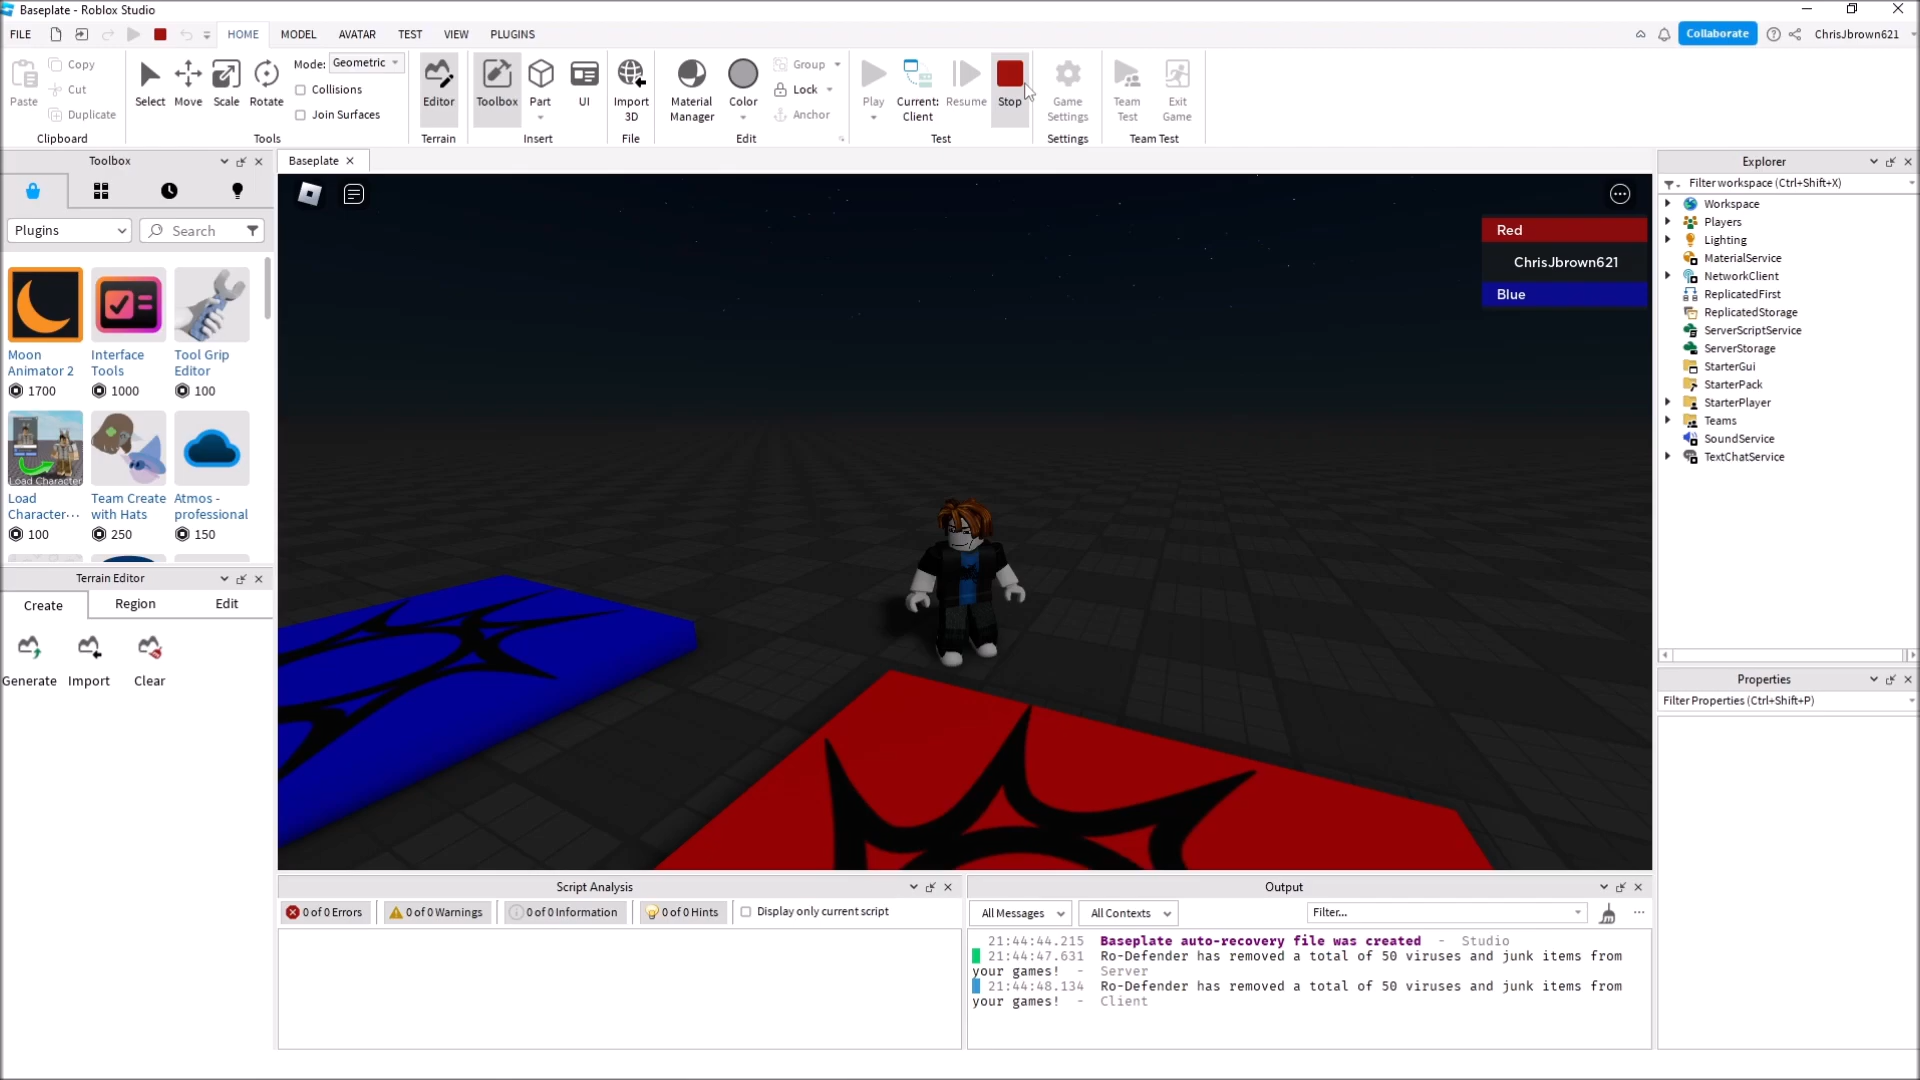 Baseplate - Roblox Studio
FILE HOME MODEL AVATAR TEST VIEW PLUGINS Collaborate ChrisJbrown621
Paste Copy Cut Duplicate
Clipboard
Select Move Scale Rotate
Mode: Geometric
Collisions
Join Surfaces
Tools
Editor
Terrain
Toolbox Part UI
Insert
Import 3D
File
Material Manager Color Group Lock Anchor
Edit
Play Current: Client Resume Stop
Test
Game Settings
Settings
Team Test Exit Game
Team Test
Toolbox
Plugins Search
Moon Animator 2 Interface Tools Tool Grip Editor
1700 1000 100
Load Character
Load Character... Team Create with Hats Atmos - professional
100 250 150
Terrain Editor
Create Region Edit
Generate Import Clear
Baseplate
Red
ChrisJbrown621
Blue
Script Analysis
0 of 0 Errors 0 of 0 Warnings 0 of 0 Information 0 of 0 Hints Display only current script
Output
All Messages All Contexts Filter...
21:44:44.215 Baseplate auto-recovery file was created - Studio
21:44:47.631 Ro-Defender has removed a total of 50 viruses and junk items from
your games! - Server
21:44:48.134 Ro-Defender has removed a total of 50 viruses and junk items from
your games! - Client
Explorer
Filter workspace (Ctrl+Shift+X)
Workspace
Players
Lighting
MaterialService
NetworkClient
ReplicatedFirst
ReplicatedStorage
ServerScriptService
ServerStorage
StarterGui
StarterPack
StarterPlayer
Teams
SoundService
TextChatService
Properties
Filter Properties (Ctrl+Shift+P)